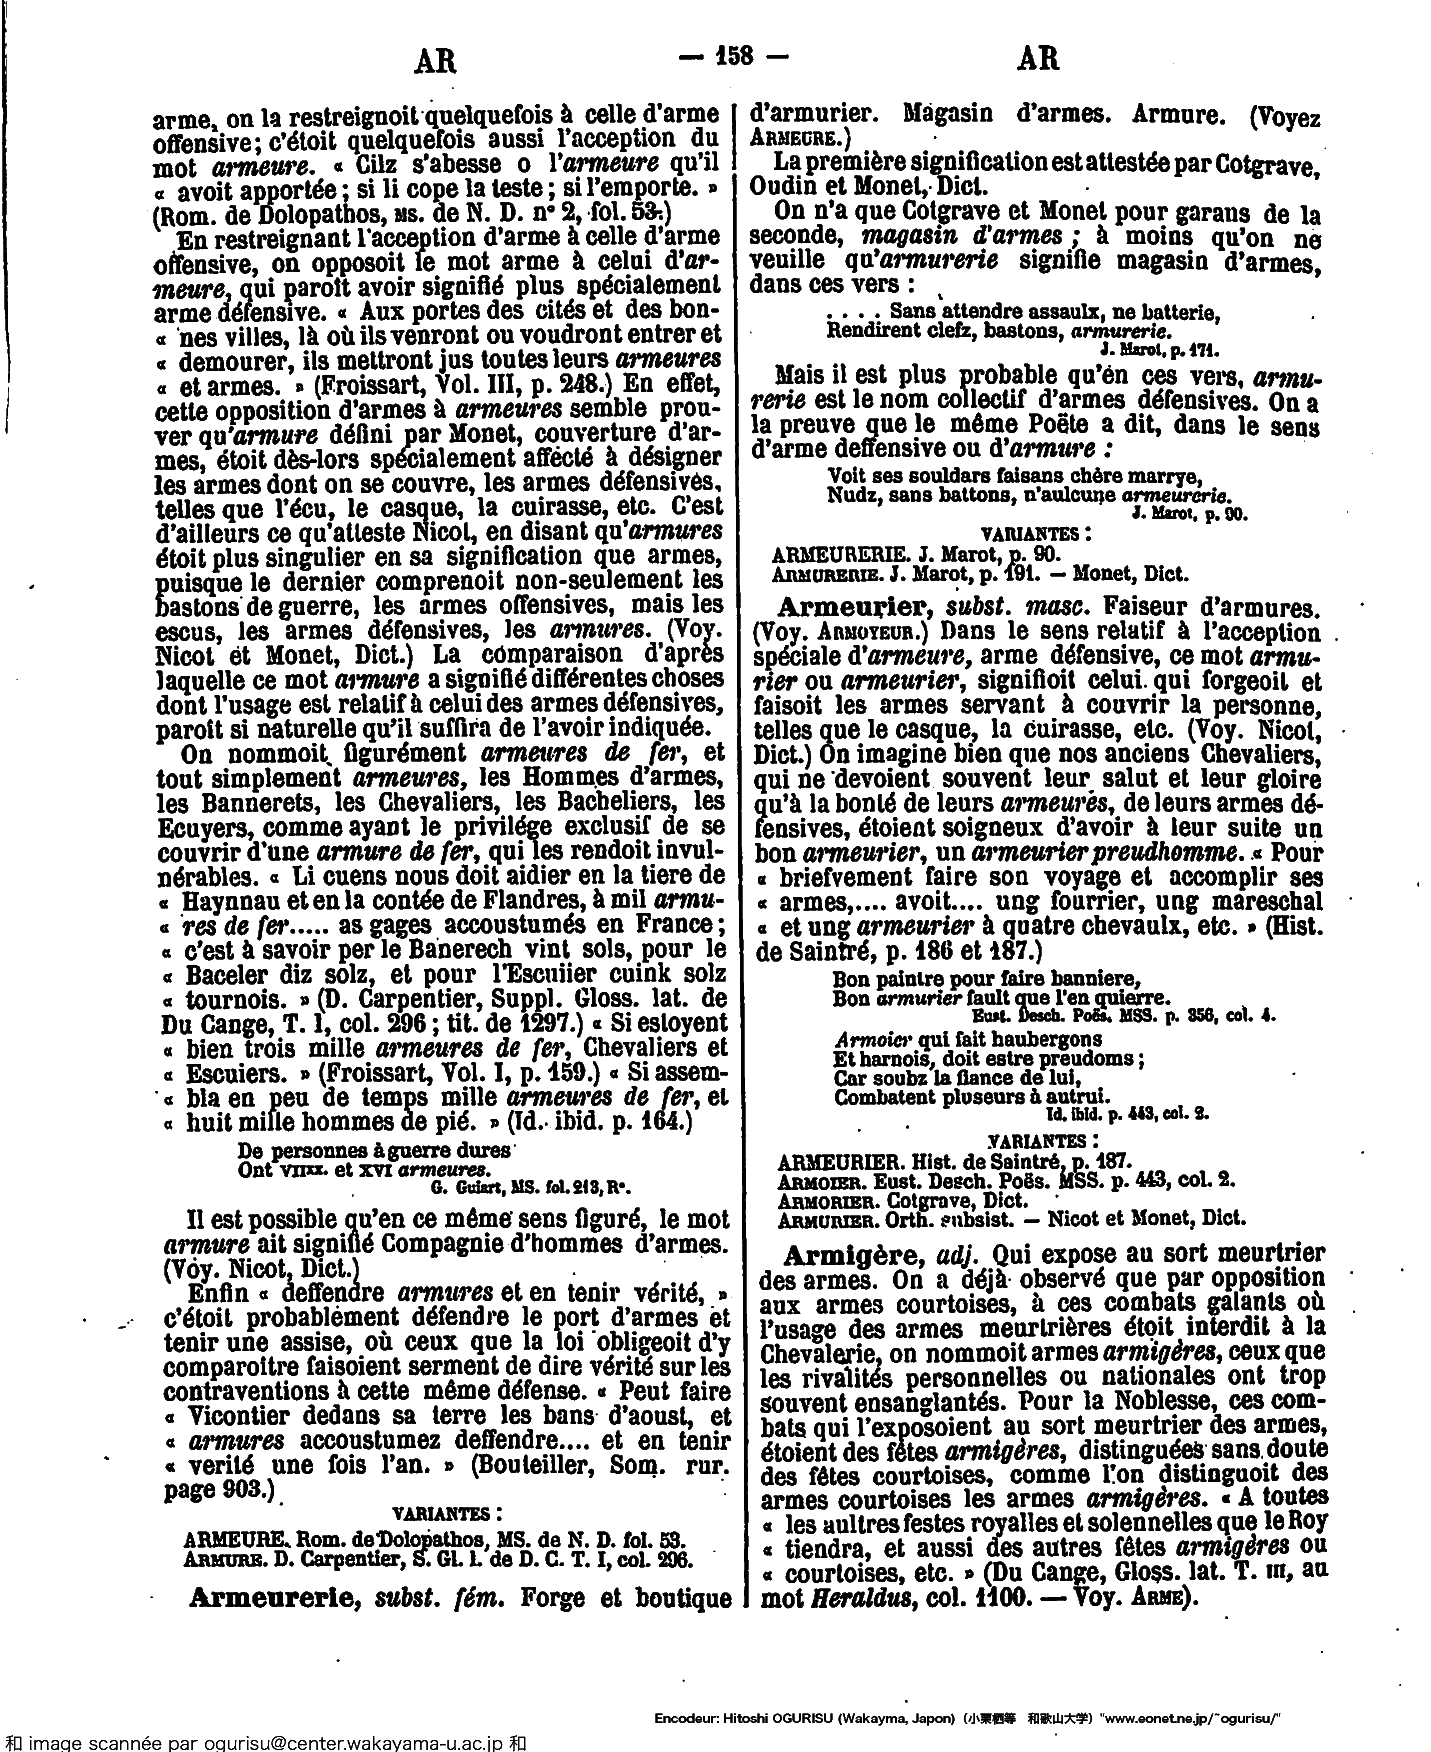 AR
— 158 —
AR
arme, on la restreignoit quelquefois à celle d'arme
offensive; c'étoit quelquefois aussi l'acception du
mot armeure. « Cilz s'abesse o l'armeure qu'il
« avoit apportée ; si li cope la teste ; si l'emporte. »
(Rom. de Dolopathos, MS. de N. D. n° 2, fol. 53.)
En restreignant l'acception d'arme à celle d'arme
offensive, on opposoit le mot arme à celui d'ar-
meure, qui paroît avoir signifié plus spécialement
arme défensive. « Aux portes des cités et des bon-
« nes villes, là où ils venront ou voudront entrer et
« demourer, ils mettront jus toutes leurs armeures
« et armes. » (Froissart, Vol. III, p. 248.) En effet,
cette opposition d'armes à armeures semble prou-
ver qu'armure défini par Monet, couverture d'ar-
mes, étoit dès-lors spécialement affecté à désigner
les armes dont on se couvre, les armes défensives,
telles que l'écu, le casque, la cuirasse, etc. C'est
d'ailleurs ce qu'atteste Nicot, en disant qu'armures
étoit plus singulier en sa signification que armes,
puisque le dernier comprenoit non-seulement les
bastons de guerre, les armes offensives, mais les
escus, les armes défensives, les armures. (Voy.
Nicot et Monet, Dict.) La comparaison d'après
laquelle ce mot armure a signifié différentes choses
dont l'usage est relatif à celui des armes défensives,
paroît si naturelle qu'il suffira de l'avoir indiquée.
On nommoit figurément armeures de fer, et
tout simplement armeures, les Hommes d'armes,
les Bannerets, les Chevaliers, les Bacheliers, les
Ecuyers, comme ayant le privilége exclusif de se
couvrir d'une armure de fer, qui les rendoit invul-
nérables. « Li cuens nous doit aidier en la tiere de
« Haynnau et en la contée de Flandres, à mil armu-
« res de fer..... as gages accoustumés en France ;
« c'est à savoir per le Banerech vint sols, pour le
« Baceler diz solz, et pour l'Escuiier cuink solz
« tournois. » (D. Carpentier, Suppl. Gloss. lat. de
Du Cange, T. I, col. 296 ; tit. de 1297.) « Si estoyent
« bien trois mille armeures de fer, Chevaliers et
« Escuiers. » (Froissart, Vol. I, p. 159.) « Si assem-
« bla en peu de temps mille armeures de fer, et
« huit mille hommes de pié. » (Id. ibid. p. 164.)
De personnes à guerre dures
Ont VIIIXX. et XVI armeures.
G. Guiart, MS. fol. 213, R°.
Il est possible qu'en ce même sens figuré, le mot
armure ait signifié Compagnie d'hommes d'armes.
(Voy. Nicot, Dict.)
Enfin « deffendre armures et en tenir vérité, »
c'étoit probablement défendre le port d'armes et
tenir une assise, où ceux que la loi obligeoit d'y
comparoître faisoient serment de dire vérité sur les
contraventions à cette même défense. « Peut faire
« Vicontier dedans sa terre les bans d'aoust, et
« armures accoustumez deffendre.... et en tenir
« verité une fois l'an. » (Bouteiller, Som. rur.
page 903.)
VARIANTES :
ARMEURE. Rom. de Dolopathos, MS. de N. D. fol. 53.
ARMURE. D. Carpentier, S. Gl. l. de D. C. T. I, col. 296.
Armeurerie, subst. fém. Forge et boutique
d'armurier. Magasin d'armes. Armure. (Voyez
ARMEURE.)
La première signification est attestée par Cotgrave,
Oudin et Monet, Dict.
On n'a que Cotgrave et Monet pour garans de la
seconde, magasin d'armes ; à moins qu'on ne
veuille qu'armurerie signifie magasin d'armes,
dans ces vers :
. . . . Sans attendre assaulx, ne batterie,
Rendirent clefz, bastons, armurerie.
J. Marot, p. 171.
Mais il est plus probable qu'en ces vers, armu-
rerie est le nom collectif d'armes défensives. On a
la preuve que le même Poëte a dit, dans le sens
d'arme deffensive ou d'armure :
Voit ses souldars faisans chère marrye,
Nudz, sans battons, n'aulcune armeurerie.
J. Marot, p. 90.
VARIANTES :
ARMEURERIE. J. Marot, p. 90.
ARMURERIE. J. Marot, p. 191. — Monet, Dict.
Armeurier, subst. masc. Faiseur d'armures.
(Voy. ARMOYEUR.) Dans le sens relatif à l'acception
spéciale d'armeure, arme défensive, ce mot armu-
rier ou armeurier, signifioit celui qui forgeoit et
faisoit les armes servant à couvrir la personne,
telles que le casque, la cuirasse, etc. (Voy. Nicot,
Dict.) On imagine bien que nos anciens Chevaliers,
qui ne devoient souvent leur salut et leur gloire
qu'à la bonté de leurs armeures, de leurs armes dé-
fensives, étoient soigneux d'avoir à leur suite un
bon armeurier, un armeurier preudhomme. « Pour
« briefvement faire son voyage et accomplir ses
« armes,.... avoit.... ung fourrier, ung mareschal
« et ung armeurier à quatre chevaulx, etc. » (Hist.
de Saintré, p. 186 et 187.)
Bon paintre pour faire banniere,
Bon armurier fault que l'en quierre.
Eust. Desch. Poës. MSS. p. 356, col. 4.
Armoier qui fait haubergons
Et harnois, doit estre preudoms ;
Car soubz la fiance de lui,
Combatent pluseurs à autrui.
Id. ibid. p. 443, col. 2.
VARIANTES :
ARMEURIER. Hist. de Saintré, p. 187.
ARMOIER. Eust. Desch. Poës. MSS. p. 443, col. 2.
ARMORIER. Cotgrave, Dict.
ARMURIER. Orth. subsist. — Nicot et Monet, Dict.
Armigère, adj. Qui expose au sort meurtrier
des armes. On a déjà observé que par opposition
aux armes courtoises, à ces combats galants où
l'usage des armes meurtrières étoit interdit à la
Chevalerie, on nommoit armes armigères, ceux que
les rivalités personnelles ou nationales ont trop
souvent ensanglantés. Pour la Noblesse, ces com-
bats qui l'exposoient au sort meurtrier des armes,
étoient des fêtes armigères, distinguées sans doute
des fêtes courtoises, comme l'on distinguoit des
armes courtoises les armes armigères. « A toutes
« les aultres festes royalles et solennelles que le Roy
« tiendra, et aussi des autres fêtes armigères ou
« courtoises, etc. » (Du Cange, Gloss. lat. T. III, au
mot Heraldus, col. 1100. — Voy. ARME).
Encodeur: Hitoshi OGURISU (Wakayma, Japon) (小栗栖等 和歌山大学) "www.eonet.ne.jp/~ogurisu/"
和 image scannée par ogurisu@center.wakayama-u.ac.jp 和